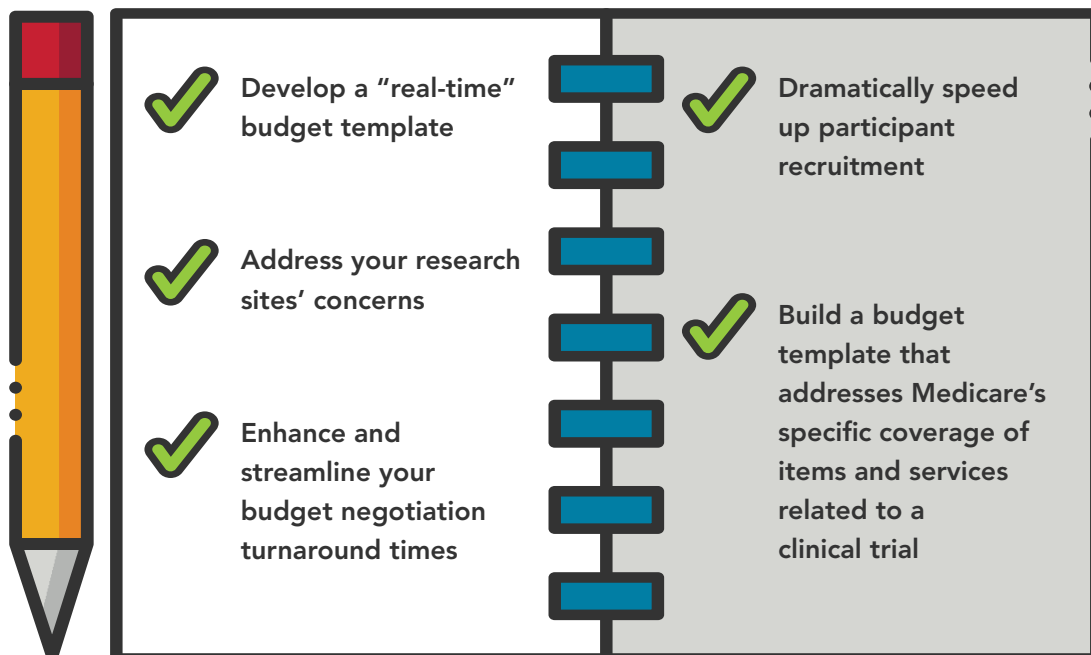 Develop a “real-time”
budget template
Address your research
sites’ concerns
Enhance and
streamline your
budget negotiation
turnaround times
Dramatically speed
up participant
recruitment
Build a budget
template that
addresses Medicare’s
specific coverage of
items and services
related to a
clinical trial